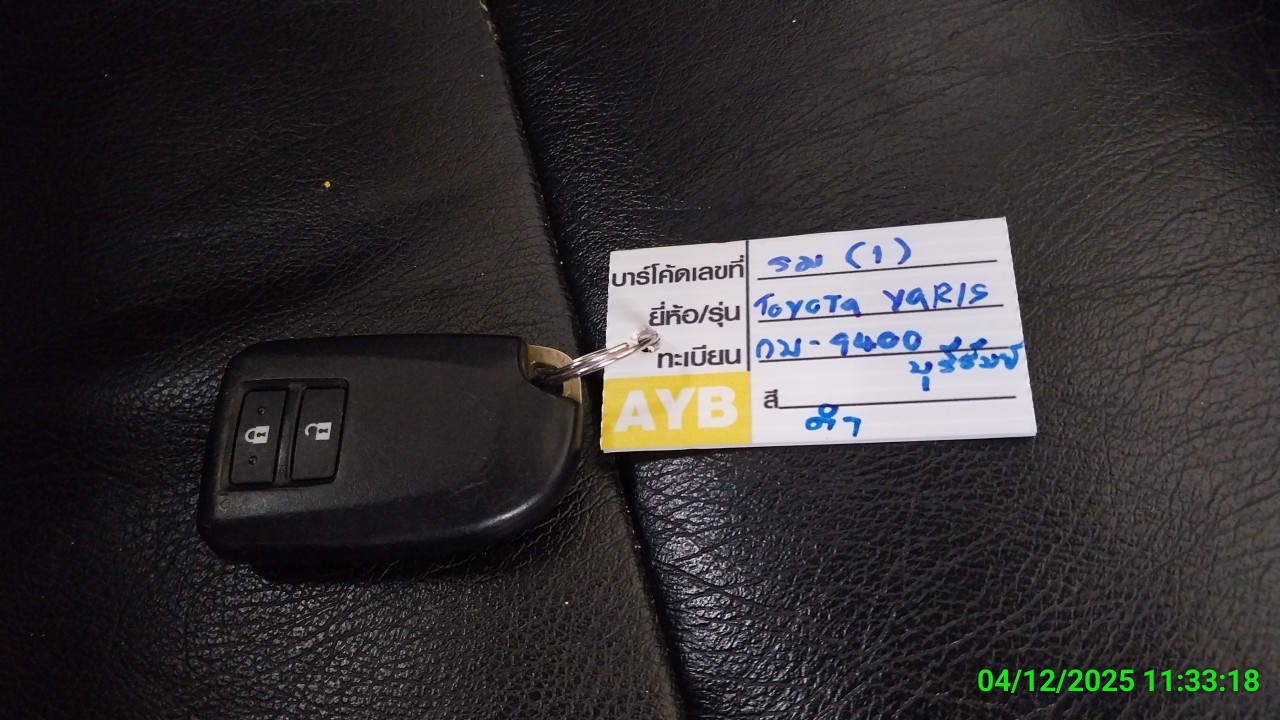 บาร์โค้ดเลขที่ รม (1)
ยี่ห้อ/รุ่น TOYOTA YARIS
ทะเบียน กม-9400
บุรีรัมย์
AYB สี ดำ
04/12/2025 11:33:18